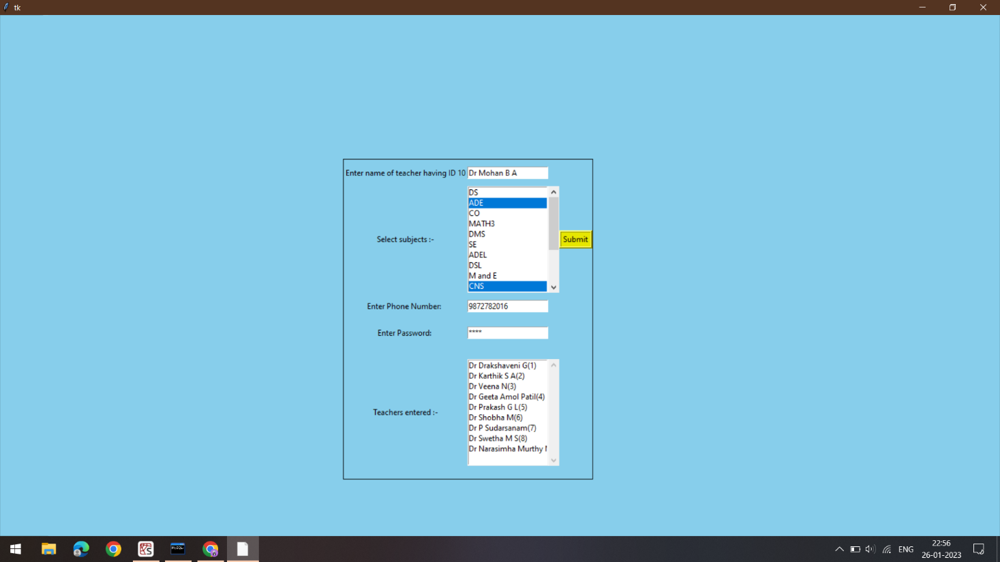 tk
Enter name of teacher having ID 10 Dr Mohan B A
DS
ADE
CO
MATH3
DMS
Select subjects :- Submit
SE
ADEL
DSL
M and E
CNS
Enter Phone Number: 9872782016
Enter Password: ****
Dr Drakshaveni G(1)
Dr Karthik S A(2)
Dr Veena N(3)
Dr Geeta Amol Patil(4)
Dr Prakash G L(5)
Teachers entered :-
Dr Shobha M(6)
Dr P Sudarsanam(7)
Dr Swetha M S(8)
Dr Narasimha Murthy
MySQL
ENG
22:56
26-01-2023